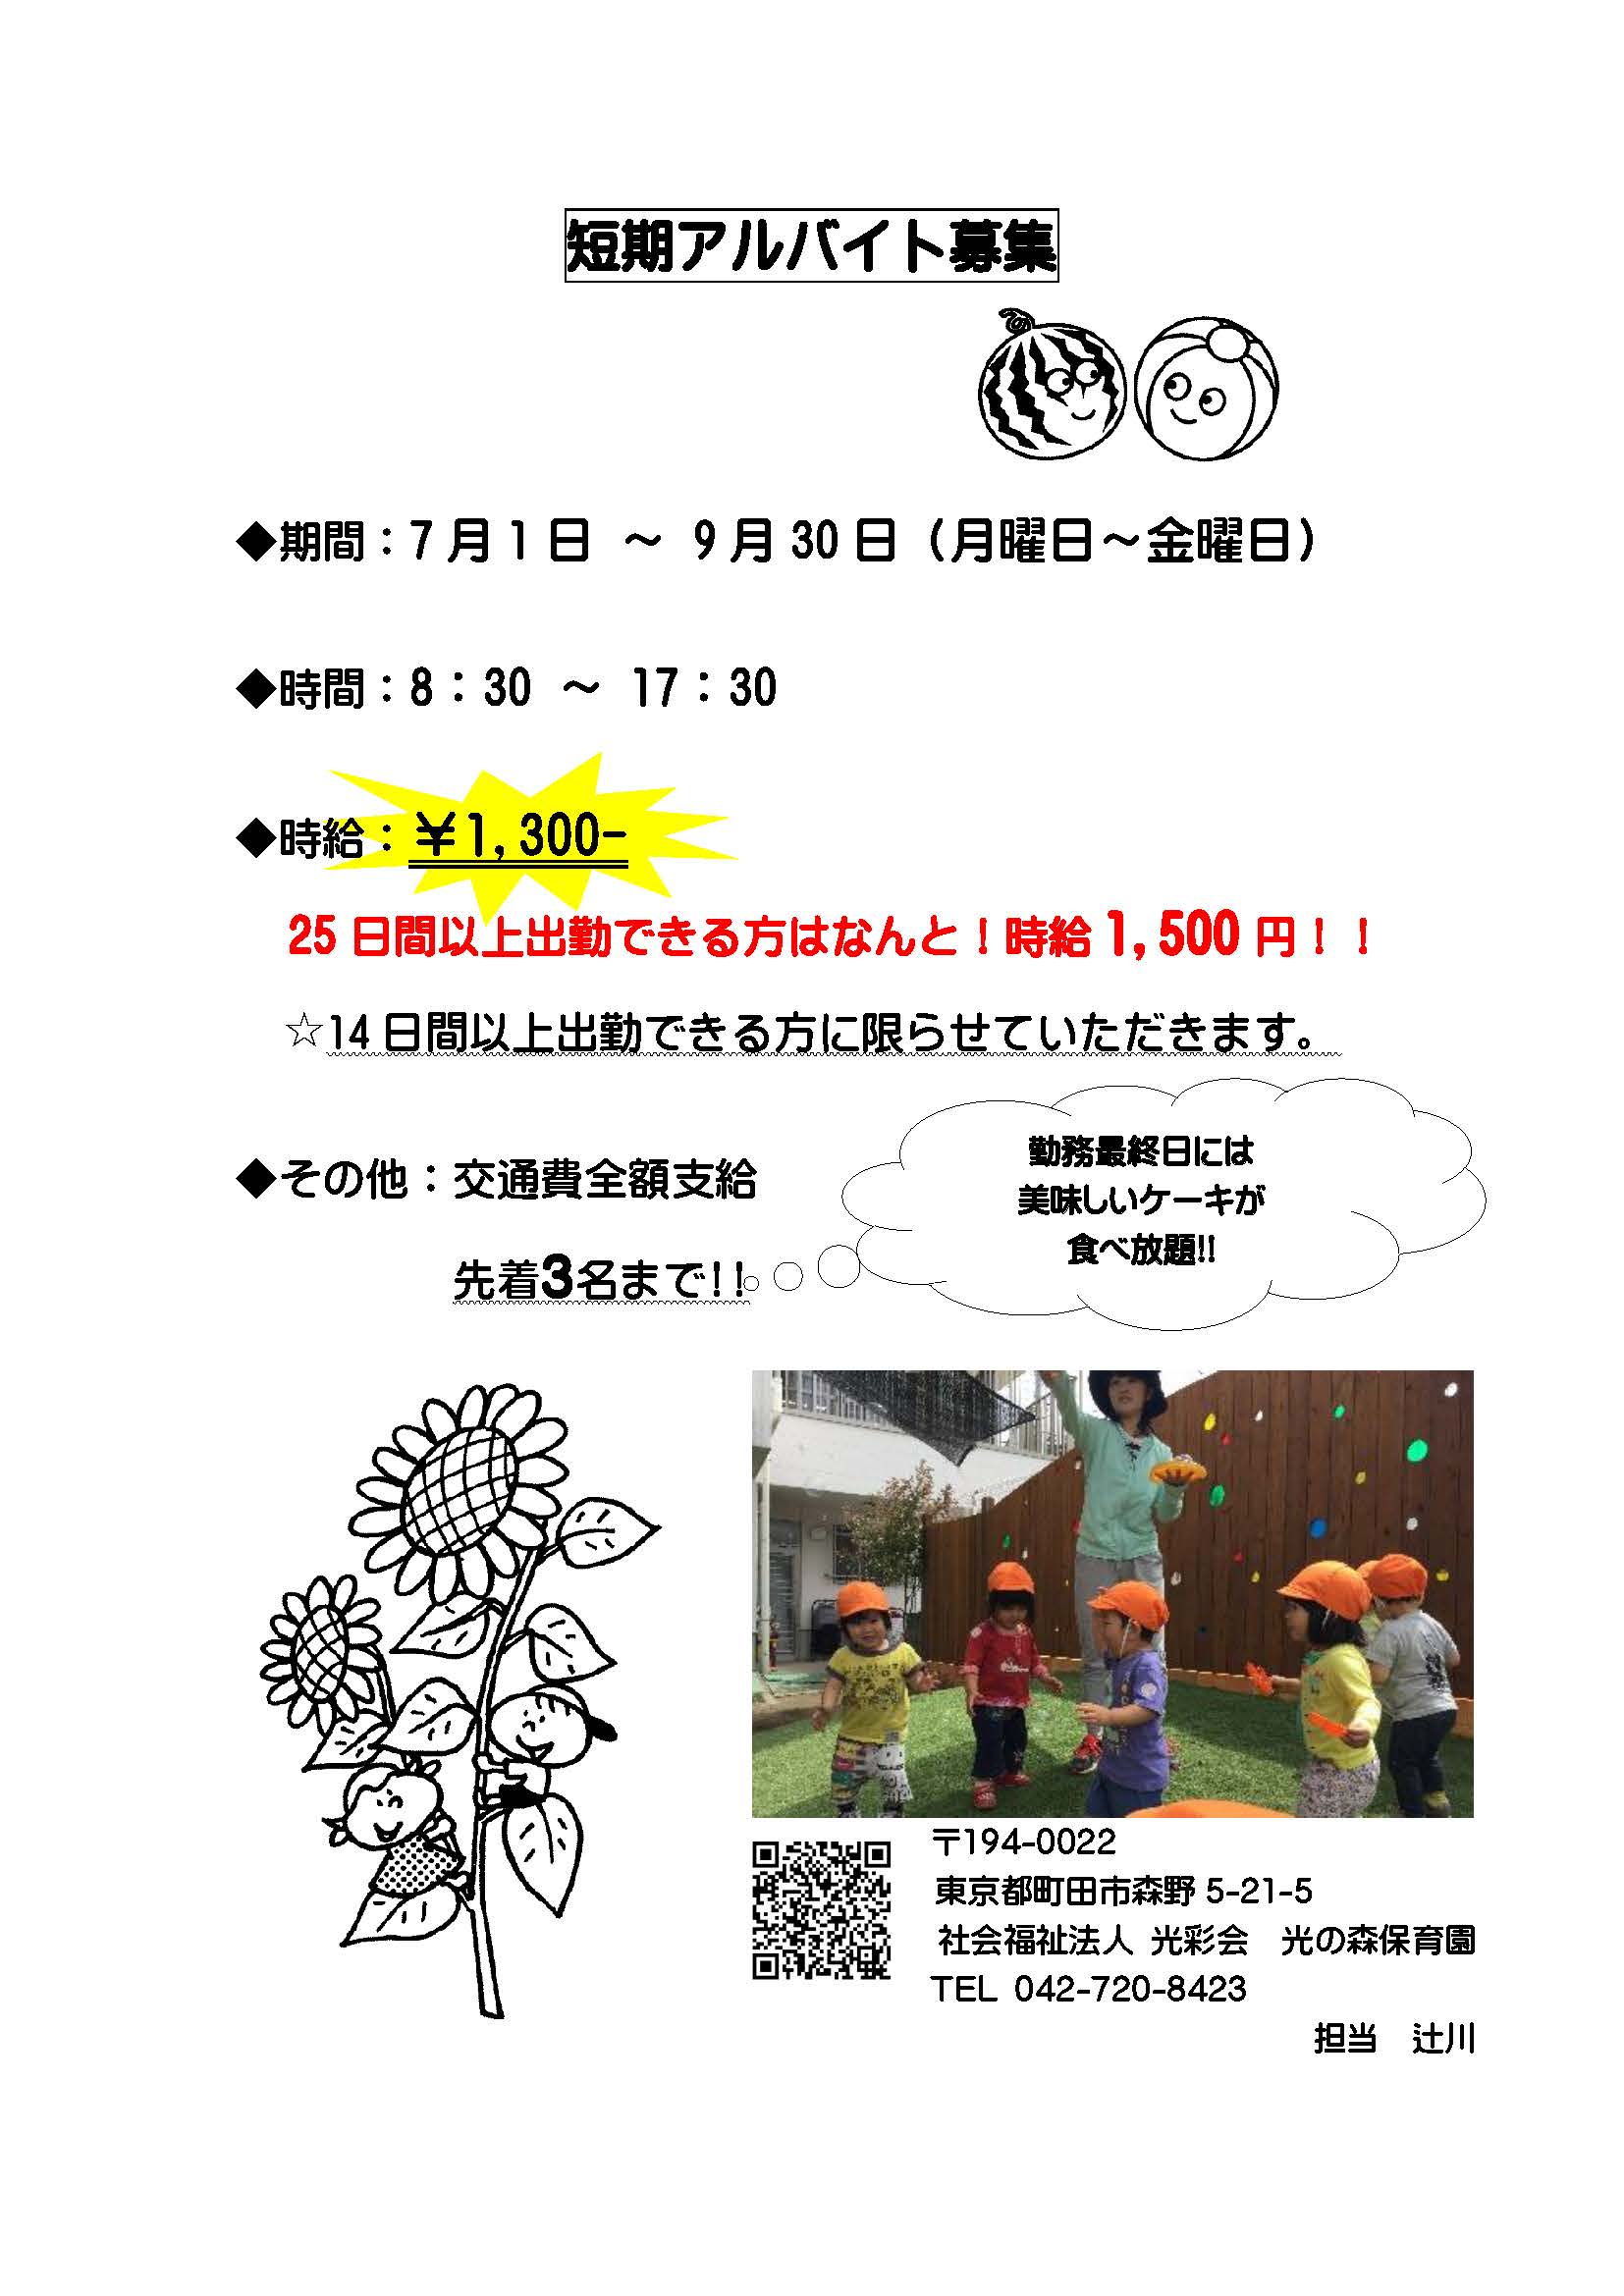 短期アルバイト募集
◆期間：7月1日 ～ 9月30日（月曜日～金曜日）
◆時間：8：30 ～ 17：30
◆時給：￥1,300-
25日間以上出勤できる方はなんと！時給1,500円！！
☆14日間以上出勤できる方に限らせていただきます。
◆その他：交通費全額支給
先着3名まで!!
勤務最終日には
美味しいケーキが
食べ放題!!
〒194-0022
東京都町田市森野5-21-5
社会福祉法人 光彩会　光の森保育園
TEL 042-720-8423
担当　辻川